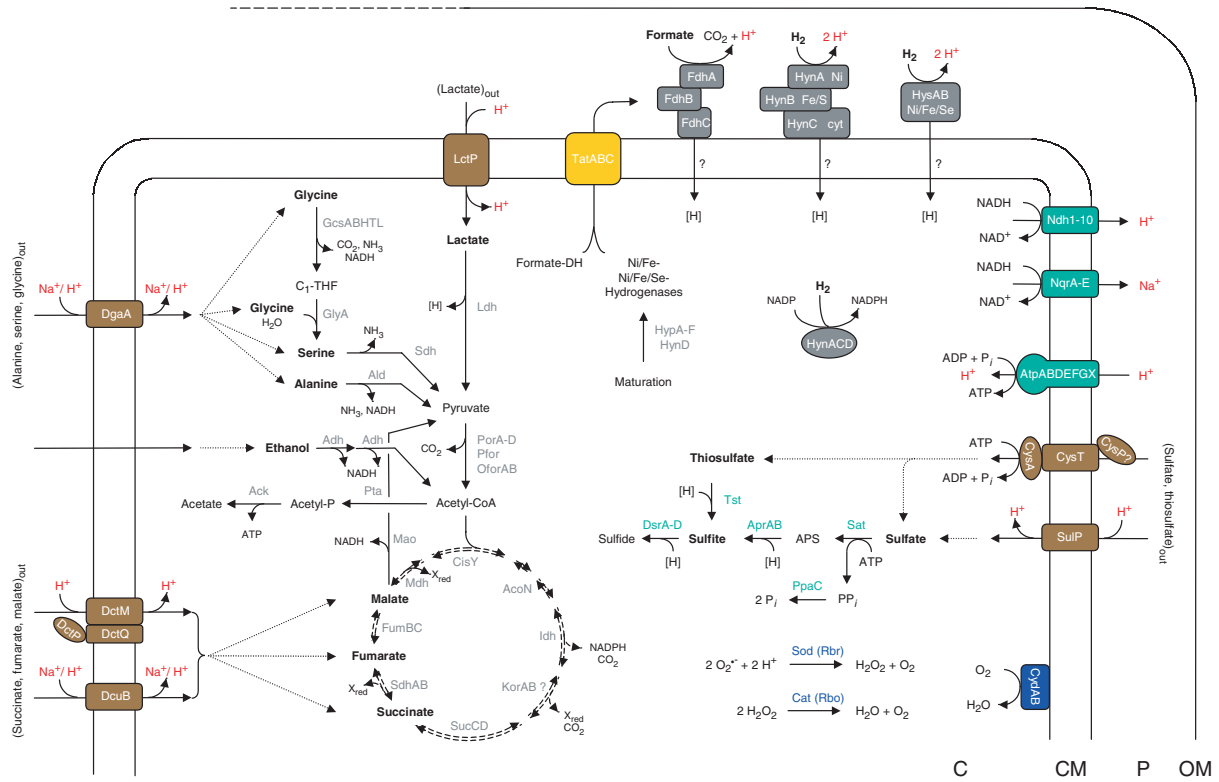 Formate CO₂ + H⁺
H₂ 2 H⁺
H₂ 2 H⁺
FdhA
FdhB
FdhC
HynA Ni
HynB Fe/S
HynC cyt
HysAB
Ni/Fe/Se
(Lactate)out
H⁺
LctP
TatABC
?
?
?
H⁺
[H]
[H]
[H]
Glycine
GcsABHTL
CO₂, NH₃
NADH
C₁-THF
Glycine
H₂O
GlyA
Serine
NH₃
Sdh
Alanine
Ald
NH₃, NADH
Lactate
[H]
Ldh
Pyruvate
Formate-DH
Ni/Fe-
Ni/Fe/Se-
Hydrogenases
HypA-F
HynD
Maturation
NADP
H₂
NADPH
HynACD
NADH
NAD⁺
Ndh1-10
H⁺
NADH
NAD⁺
NqrA-E
Na⁺
ADP + Pi
H⁺
ATP
AtpABDEFGX
H⁺
(Alanine, serine, glycine)out
Na⁺/ H⁺
Na⁺/ H⁺
DgaA
Ethanol
Adh
Adh
NADH
CO₂
PorA-D
Pfor
OforAB
Acetate
Ack
ATP
Acetyl-P
Pta
Acetyl-CoA
NADH
Mao
CisY
Mdh
Xred
AcoN
Malate
FumBC
Idh
NADPH
CO₂
Fumarate
Xred
SdhAB
KorAB ?
Xred
CO₂
Succinate
SucCD
(Succinate, fumarate, malate)out
H⁺
H⁺
DctM
DctP
DctQ
Na⁺/ H⁺
Na⁺/ H⁺
DcuB
Thiosulfate
ATP
ADP + Pi
CysA
CysT
CysP?
[H]
Tst
(Sulfate, thiosulfate)out
Sulfide
DsrA-D
[H]
Sulfite
AprAB
[H]
APS
Sat
ATP
Sulfate
H⁺
SulP
H⁺
2 Pi
PpaC
PPi
2 O₂•⁻ + 2 H⁺
Sod (Rbr)
H₂O₂ + O₂
2 H₂O₂
Cat (Rbo)
H₂O + O₂
O₂
H₂O
CydAB
C CM P OM